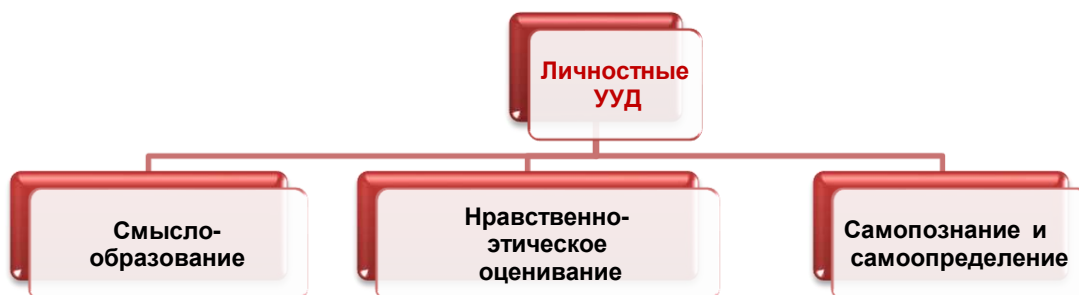 Личностные
УУД
Смысло-
образование
Нравственно-
этическое
оценивание
Самопознание и
самоопределение